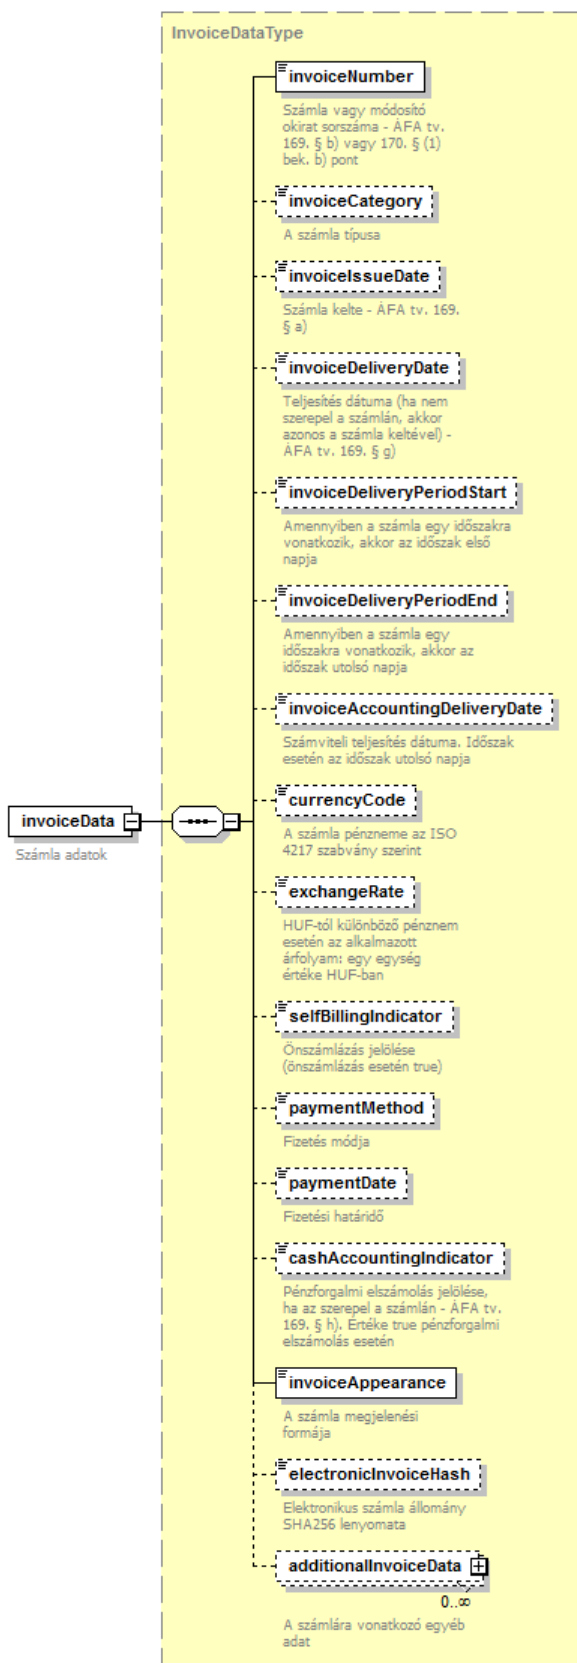 InvoiceDataType
invoiceNumber
Számla vagy módosító
okirat sorszáma - ÁFA tv.
169. § b) vagy 170. § (1)
bek. b) pont
invoiceCategory
A számla típusa
invoiceIssueDate
Számla kelte - ÁFA tv. 169.
§ a)
invoiceDeliveryDate
Teljesítés dátuma (ha nem
szerepel a számlán, akkor
azonos a számla keltével) -
ÁFA tv. 169. § g)
invoiceDeliveryPeriodStart
Amennyiben a számla egy időszakra
vonatkozik, akkor az időszak első
napja
invoiceDeliveryPeriodEnd
Amennyiben a számla egy
időszakra vonatkozik, akkor az
időszak utolsó napja
invoiceAccountingDeliveryDate
Számviteli teljesítés dátuma. Időszak
esetén az időszak utolsó napja
currencyCode
A számla pénzneme az ISO
4217 szabvány szerint
invoiceData
Számla adatok
exchangeRate
HUF-tól különböző pénznem
esetén az alkalmazott
árfolyam: egy egység
értéke HUF-ban
selfBillingIndicator
Önszámlázás jelölése
(önszámlázás esetén true)
paymentMethod
Fizetés módja
paymentDate
Fizetési határidő
cashAccountingIndicator
Pénzforgalmi elszámolás jelölése,
ha az szerepel a számlán - ÁFA tv.
169. § h). Értéke true pénzforgalmi
elszámolás esetén
invoiceAppearance
A számla megjelenési
formája
electronicInvoiceHash
Elektronikus számla állomány
SHA256 lenyomata
additionalInvoiceData
0..∞
A számlára vonatkozó egyéb
adat